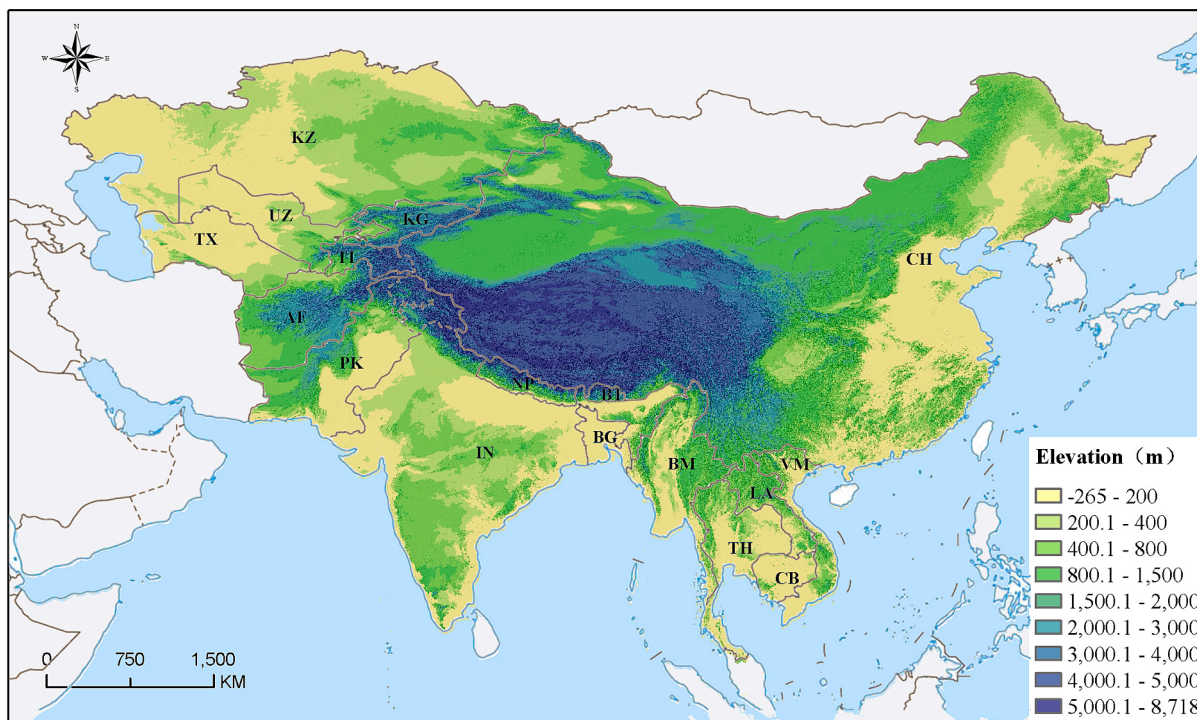 N
W E
S
KZ
UZ
KG
TX
TJ
CH
AF
PK
NP
BT
BG
IN
BM
VM
LA
TH
CB
0 750 1,500
KM
Elevation（m）
-265 - 200
200.1 - 400
400.1 - 800
800.1 - 1,500
1,500.1 - 2,000
2,000.1 - 3,000
3,000.1 - 4,000
4,000.1 - 5,000
5,000.1 - 8,718